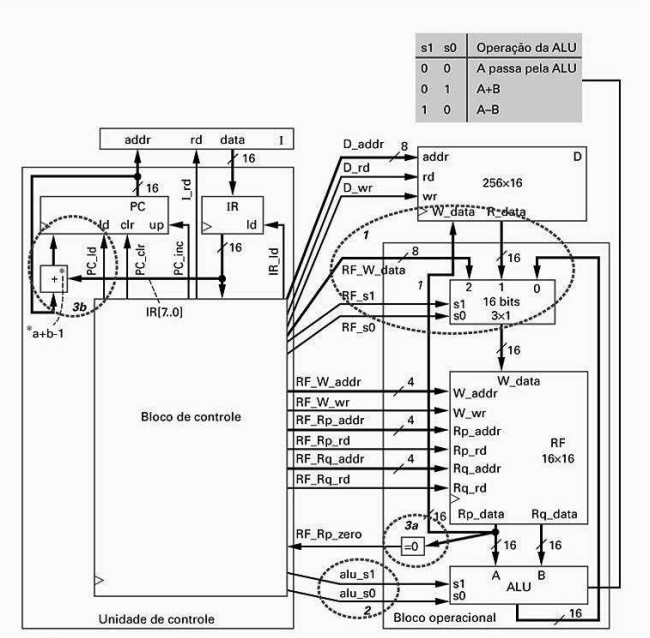 s1 s0 Operação da ALU
0 0 A passa pela ALU
0 1 A+B
1 0 A–B
addr rd data I
16
16
I_rd
PC
ld clr up
IR
ld
16
PC_ld
PC_clr
PC_inc
IR_ld
+
*
3b
*a+b-1
IR[7..0]
D_addr 8
D_rd
D_wr
addr D
rd
256×16
wr
W_data R_data
1
8
16
RF_W_data
1
2 1 0
RF_s1
s1 16 bits
RF_s0
s0 3×1
16
Bloco de controle
RF_W_addr 4
RF_W_wr
RF_Rp_addr 4
RF_Rp_rd
RF_Rq_addr 4
RF_Rq_rd
W_data
W_addr
W_wr
Rp_addr
Rp_rd
RF
16×16
Rq_addr
Rq_rd
Rp_data Rq_data
16
3a
RF_Rp_zero
=0
16
16
alu_s1
alu_s0
2
A B
s1 ALU
s0
16
Unidade de controle
Bloco operacional